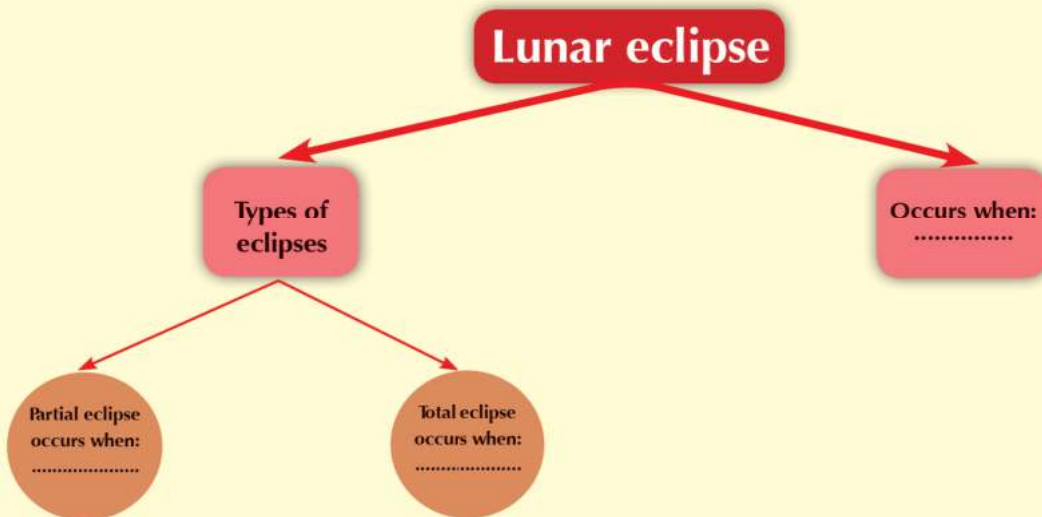 Lunar eclipse
Types of
eclipses
Occurs when:
...............
Partial eclipse
occurs when:
.....................
Total eclipse
occurs when:
.....................